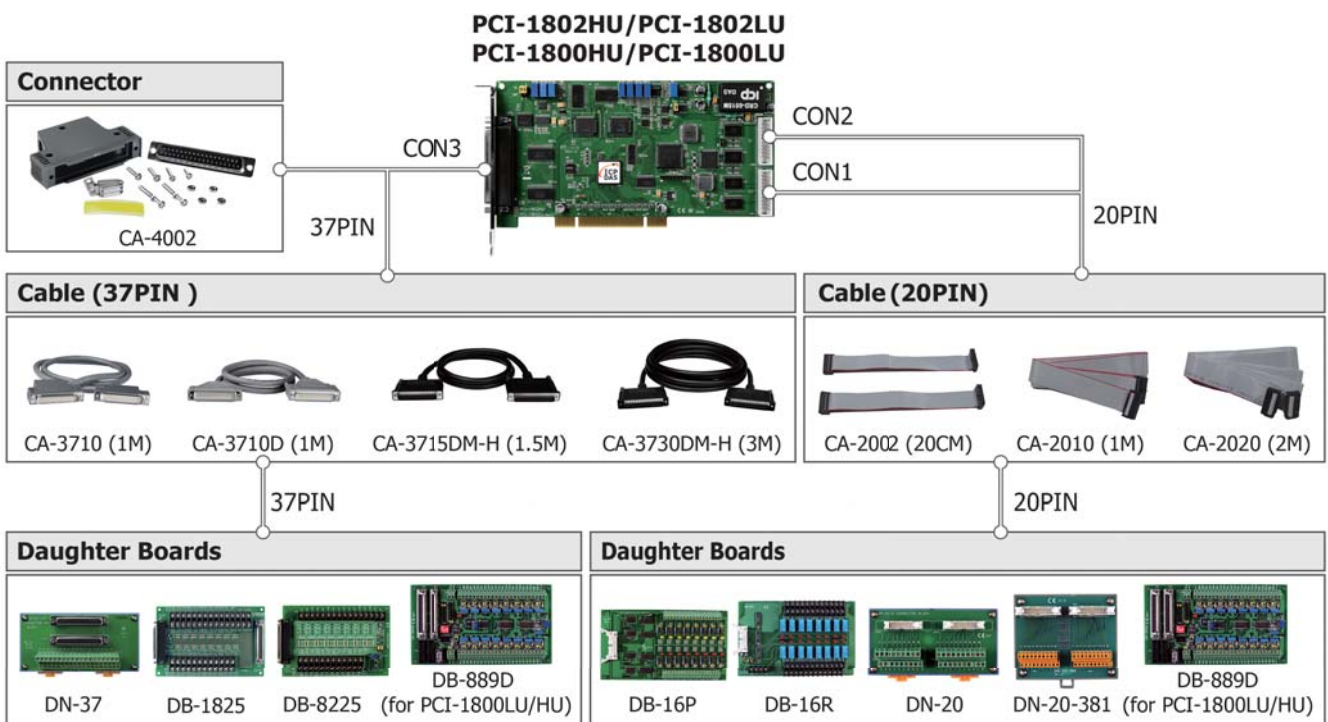 PCI-1802HU/PCI-1802LU
PCI-1800HU/PCI-1800LU
Connector
CA-4002
CON3
37PIN
CON2
CON1
20PIN
ICP DAS
Cable (37PIN )
CA-3710 (1M)
CA-3710D (1M)
CA-3715DM-H (1.5M)
CA-3730DM-H (3M)
Cable (20PIN)
CA-2002 (20CM)
CA-2010 (1M)
CA-2020 (2M)
37PIN
20PIN
Daughter Boards
DN-37
DB-1825
DB-8225
DB-889D
(for PCI-1800LU/HU)
Daughter Boards
DB-16P
DB-16R
DN-20
DN-20-381
DB-889D
(for PCI-1800LU/HU)